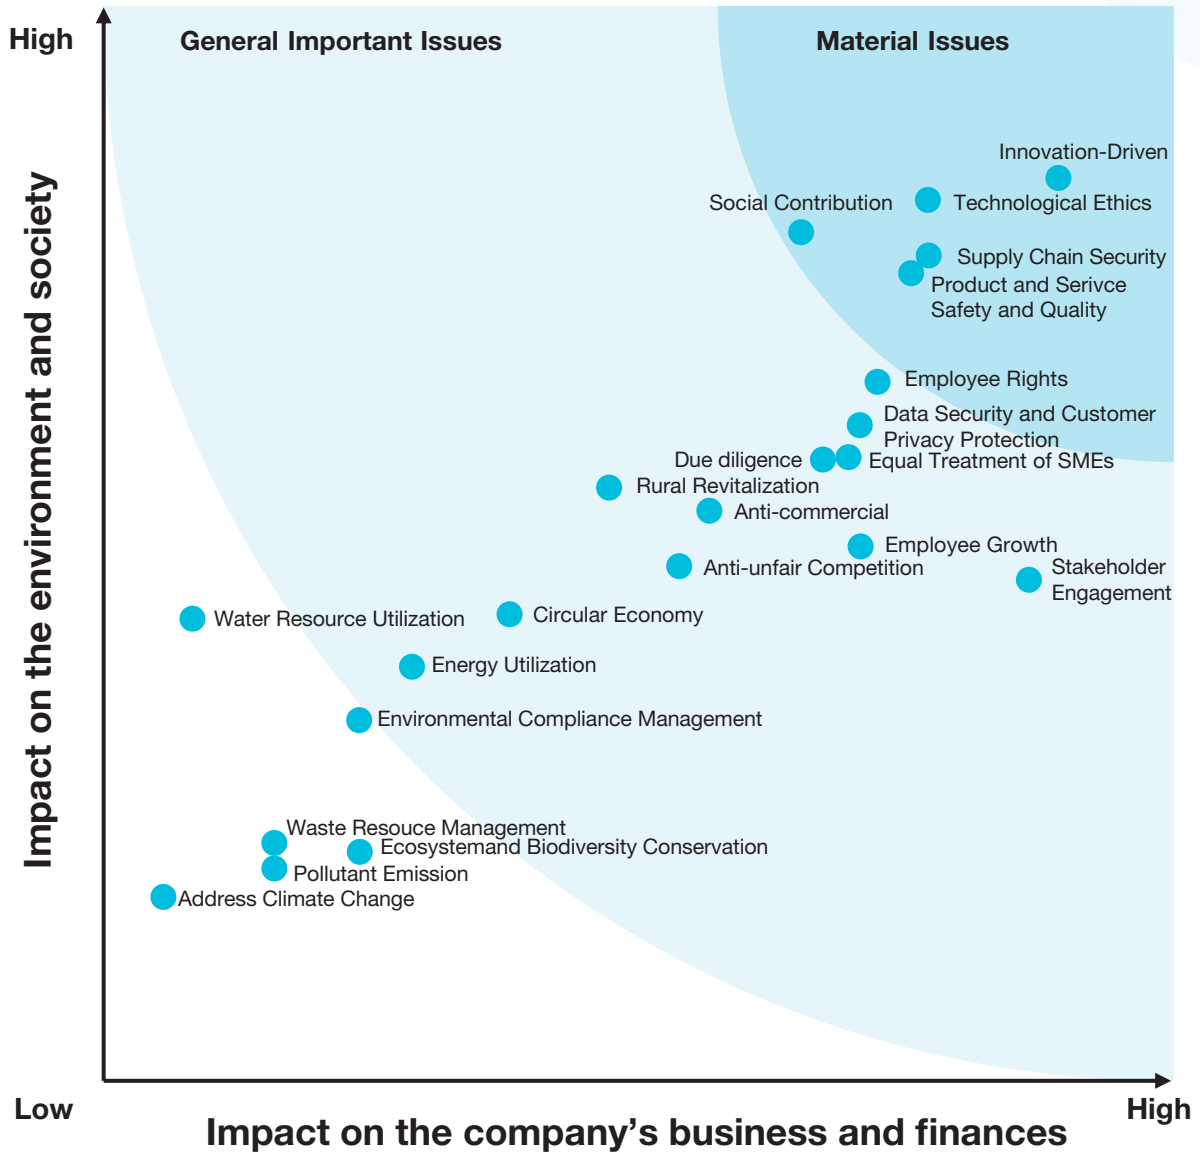 High
General Important Issues
Material Issues
Innovation-Driven
Social Contribution
Technological Ethics
Supply Chain Security
Product and Serivce
Safety and Quality
Employee Rights
Data Security and Customer
Privacy Protection
Due diligence
Equal Treatment of SMEs
Rural Revitalization
Anti-commercial
Employee Growth
Anti-unfair Competition
Stakeholder
Engagement
Water Resource Utilization
Circular Economy
Energy Utilization
Environmental Compliance Management
Waste Resouce Management
Ecosystemand Biodiversity Conservation
Pollutant Emission
Address Climate Change
Impact on the environment and society
Low
High
Impact on the company’s business and finances